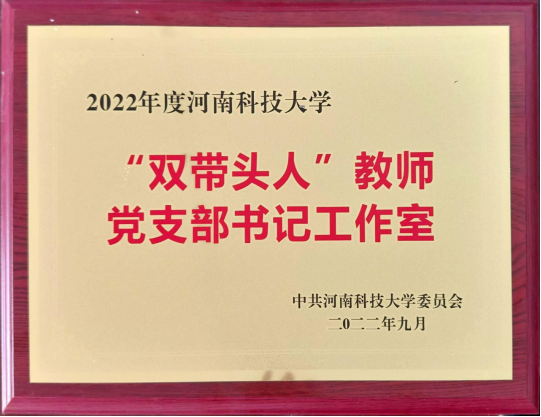 2022年度河南科技大学
“双带头人”教师
党支部书记工作室
中共河南科技大学委员会
二〇二二年九月